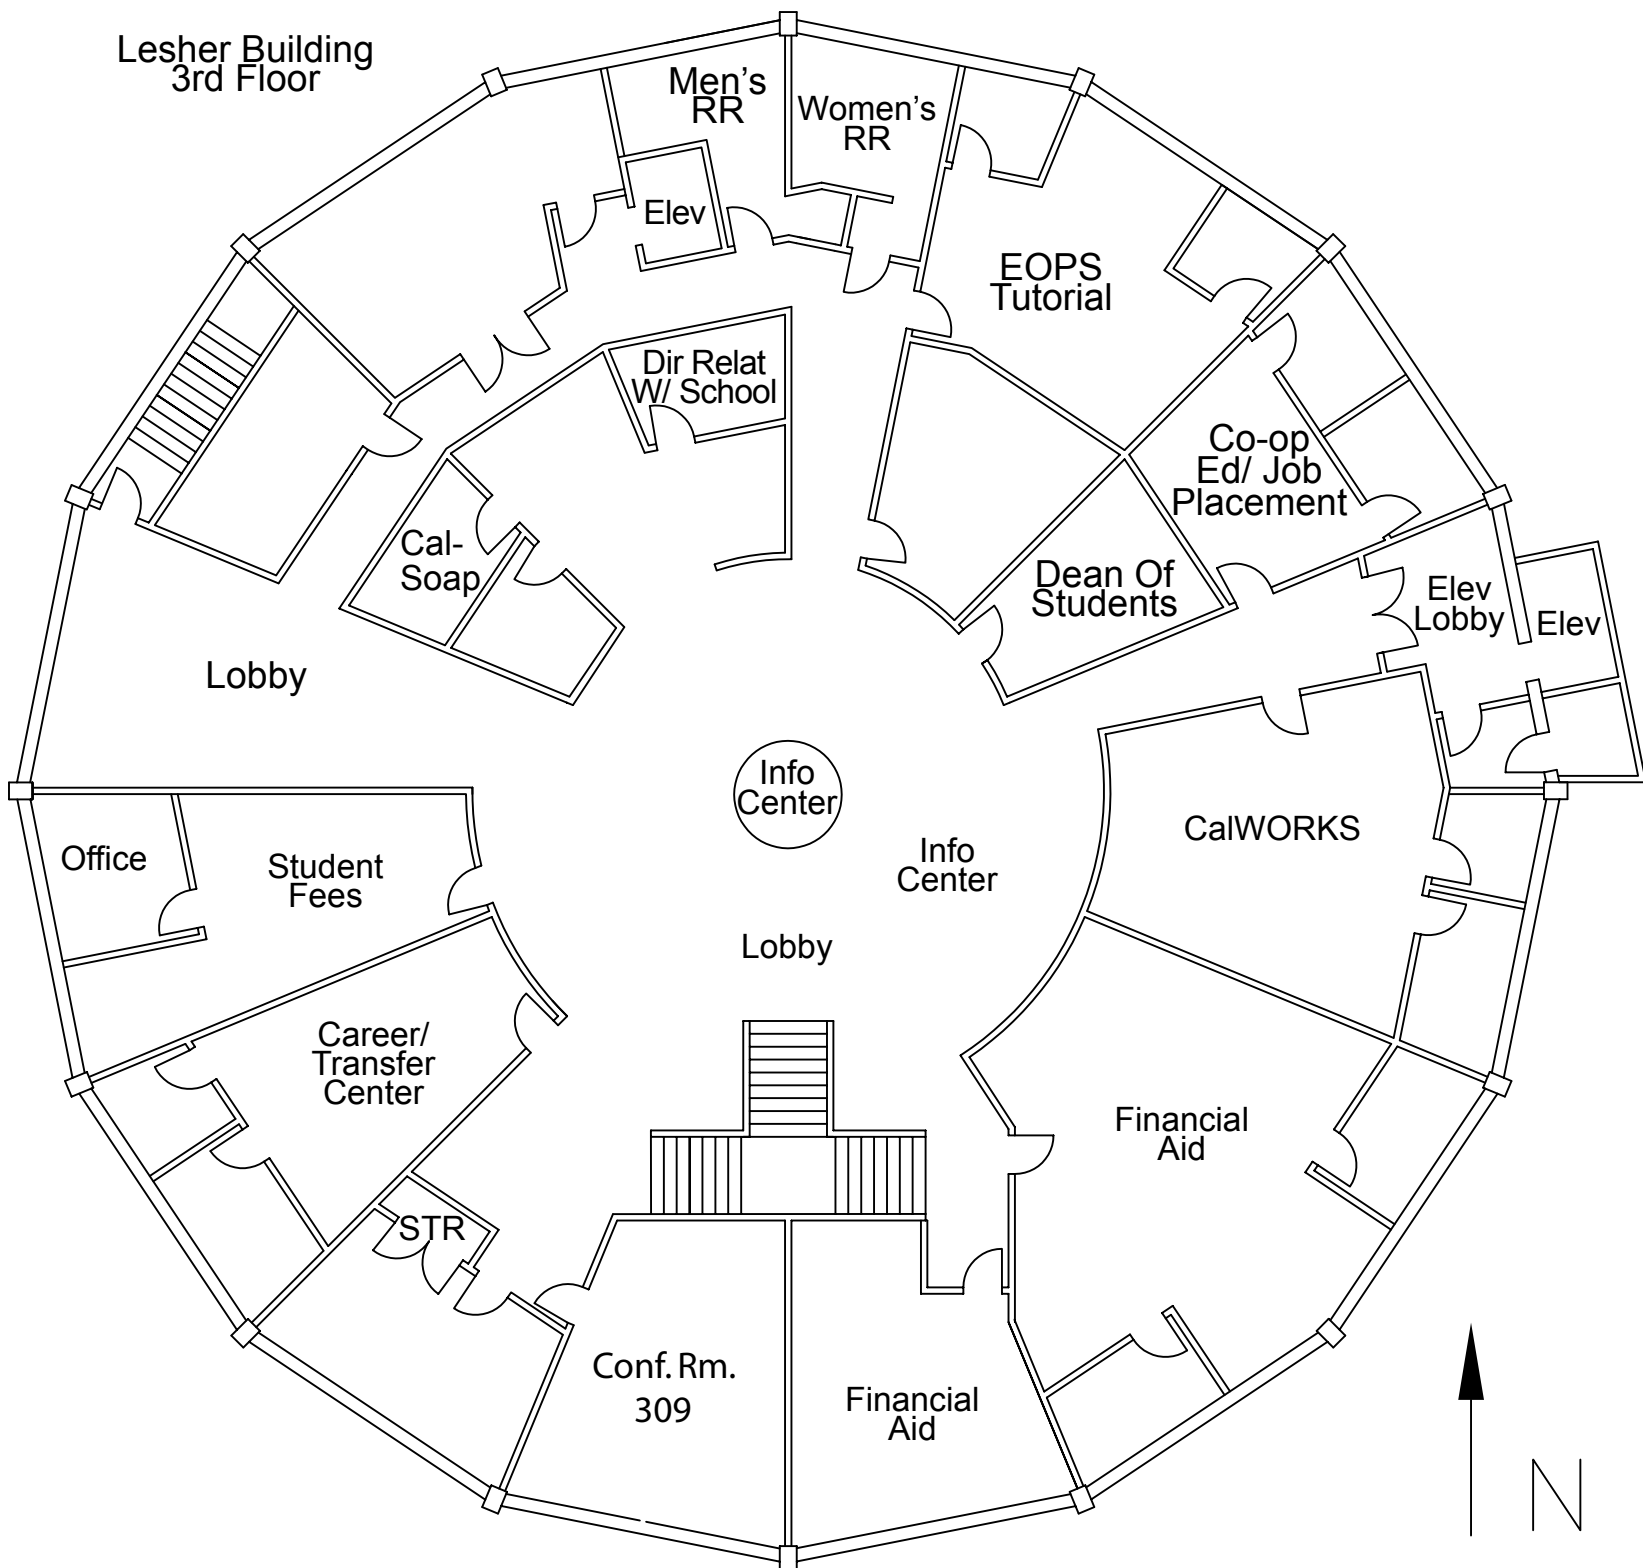 Lesher Building
3rd Floor
Men's
RR
Women's
RR
Elev
EOPS
Tutorial
Dir Relat
W/ School
Co-op
Ed/ Job
Placement
Cal-
Soap
Dean Of
Students
Elev
Lobby
Elev
Lobby
Info
Center
CalWORKS
Office
Student
Fees
Info
Center
Lobby
Career/
Transfer
Center
Financial
Aid
STR
Conf. Rm.
309
Financial
Aid
N